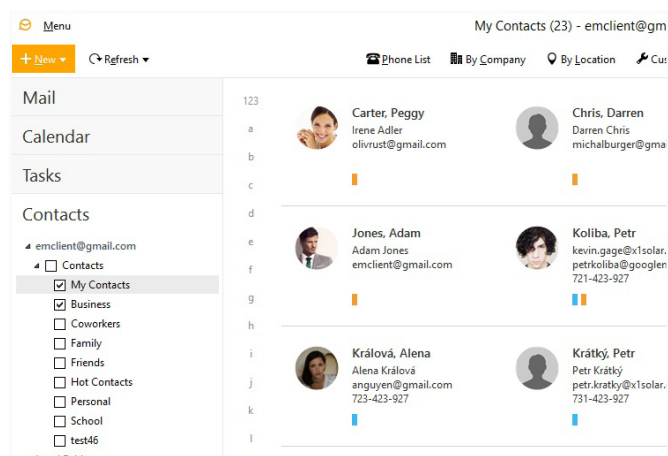 Menu
My Contacts (23) - emclient@gm
New
Refresh
Phone List
By Company
By Location
Cu
Mail
Calendar
Tasks
Contacts
emclient@gmail.com
Contacts
My Contacts
Business
Coworkers
Family
Friends
Hot Contacts
Personal
School
test46
123
a
b
c
d
e
f
g
h
i
j
k
l
Carter, Peggy
Irene Adler
olivrust@gmail.com
Chris, Darren
Darren Chris
michalburger@gma
Jones, Adam
Adam Jones
emclient@gmail.com
Koliba, Petr
kevin.gage@x1solar.
petrkoliba@googlen
721-423-927
Králová, Alena
Alena Králová
anguyen@gmail.com
723-423-927
Krátký, Petr
Petr Krátký
petr.kratky@x1solar.
731-423-927